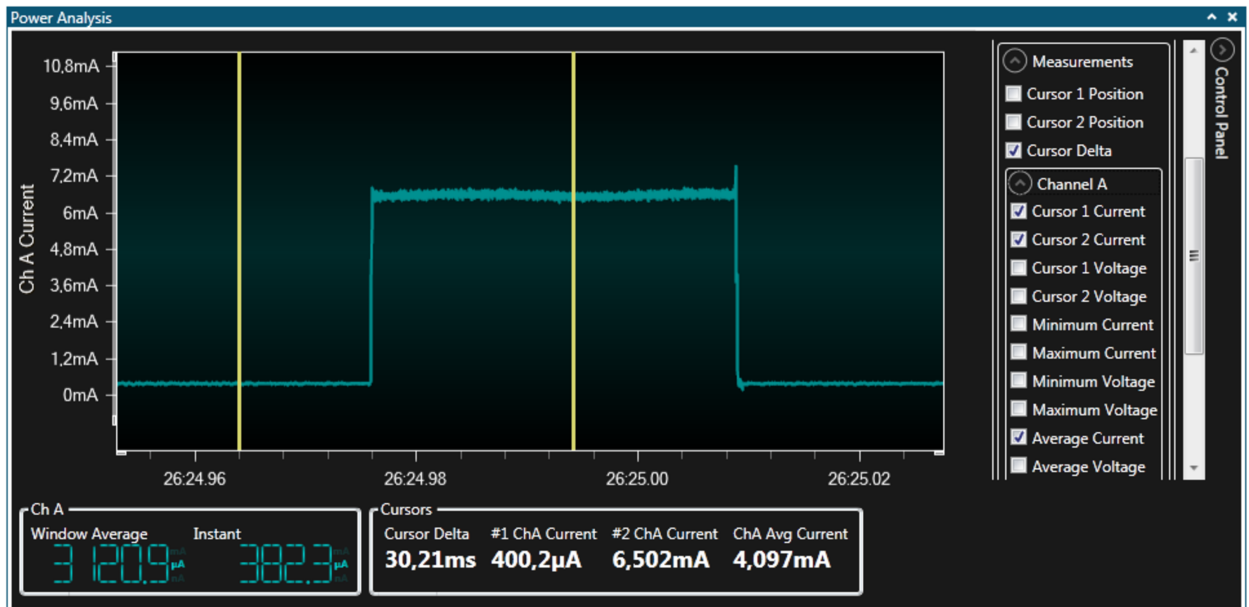 Power Analysis
10,8mA
9,6mA
8,4mA
7,2mA
6mA
4,8mA
3,6mA
2,4mA
1,2mA
0mA
Ch A Current
26:24.96 26:24.98 26:25.00 26:25.02
Measurements
Cursor 1 Position
Cursor 2 Position
Cursor Delta
Channel A
Cursor 1 Current
Cursor 2 Current
Cursor 1 Voltage
Cursor 2 Voltage
Minimum Current
Maximum Current
Minimum Voltage
Maximum Voltage
Average Current
Average Voltage
Control Panel
Ch A
Window Average Instant
mA mA
3120.9 µA 382.3 µA
nA nA
Cursors
Cursor Delta #1 ChA Current #2 ChA Current ChA Avg Current
30,21ms 400,2µA 6,502mA 4,097mA